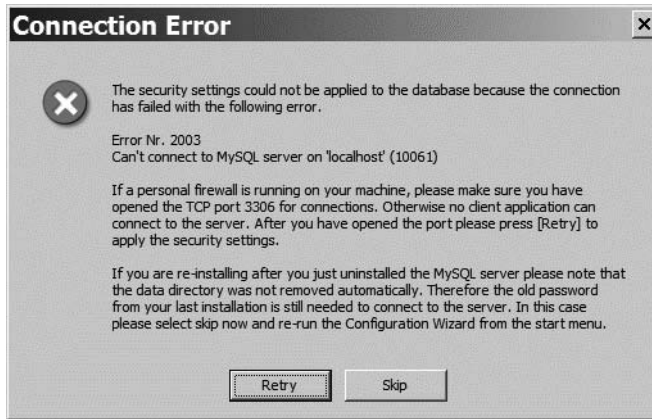 Connection Error
The security settings could not be applied to the database because the connection
has failed with the following error.
Error Nr. 2003
Can't connect to MySQL server on 'localhost' (10061)
If a personal firewall is running on your machine, please make sure you have
opened the TCP port 3306 for connections. Otherwise no client application can
connect to the server. After you have opened the port please press [Retry] to
apply the security settings.
If you are re-installing after you just uninstalled the MySQL server please note that
the data directory was not removed automatically. Therefore the old password
from your last installation is still needed to connect to the server. In this case
please select skip now and re-run the Configuration Wizard from the start menu.
Retry Skip